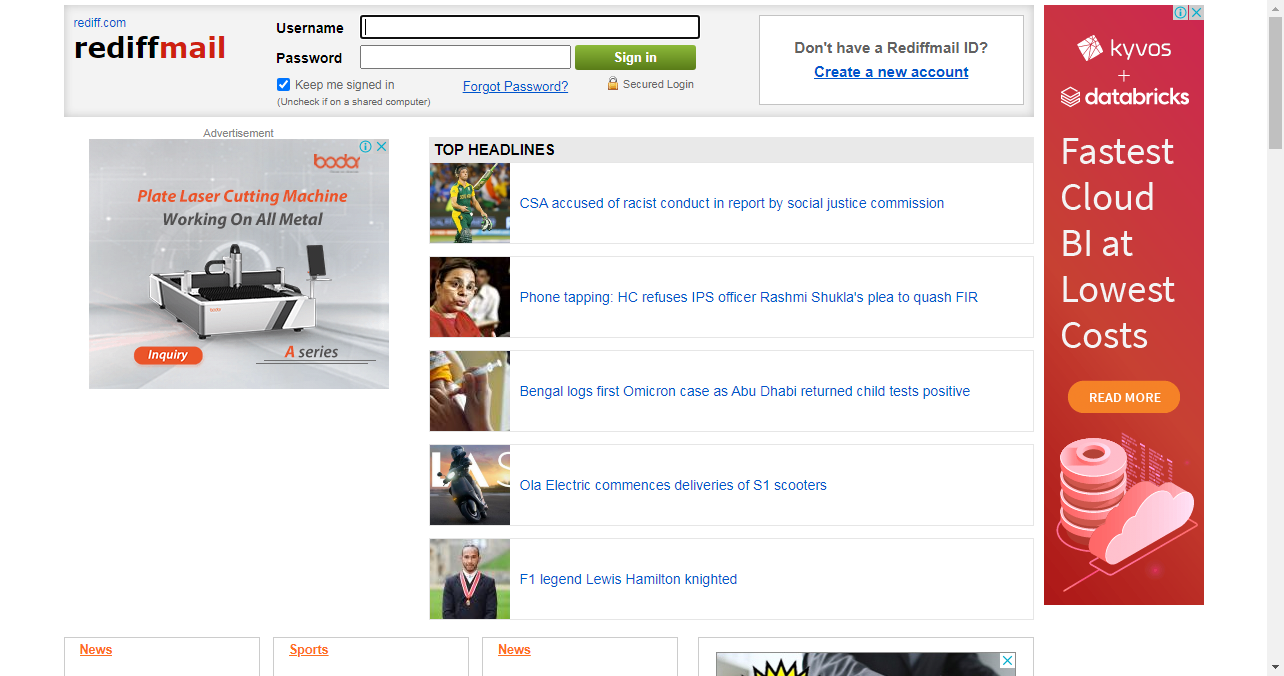 rediff.com
rediffmail
Username
Password
Sign in
Keep me signed in
(Uncheck if on a shared computer)
Forgot Password?
Secured Login
Don't have a Rediffmail ID?
Create a new account
Advertisement
bodor
Plate Laser Cutting Machine
Working On All Metal
bodor
Inquiry
A series
TOP HEADLINES
CSA accused of racist conduct in report by social justice commission
Phone tapping: HC refuses IPS officer Rashmi Shukla's plea to quash FIR
Bengal logs first Omicron case as Abu Dhabi returned child tests positive
Ola Electric commences deliveries of S1 scooters
F1 legend Lewis Hamilton knighted
kyvos
+
databricks
Fastest
Cloud
BI at
Lowest
Costs
READ MORE
News
Sports
News